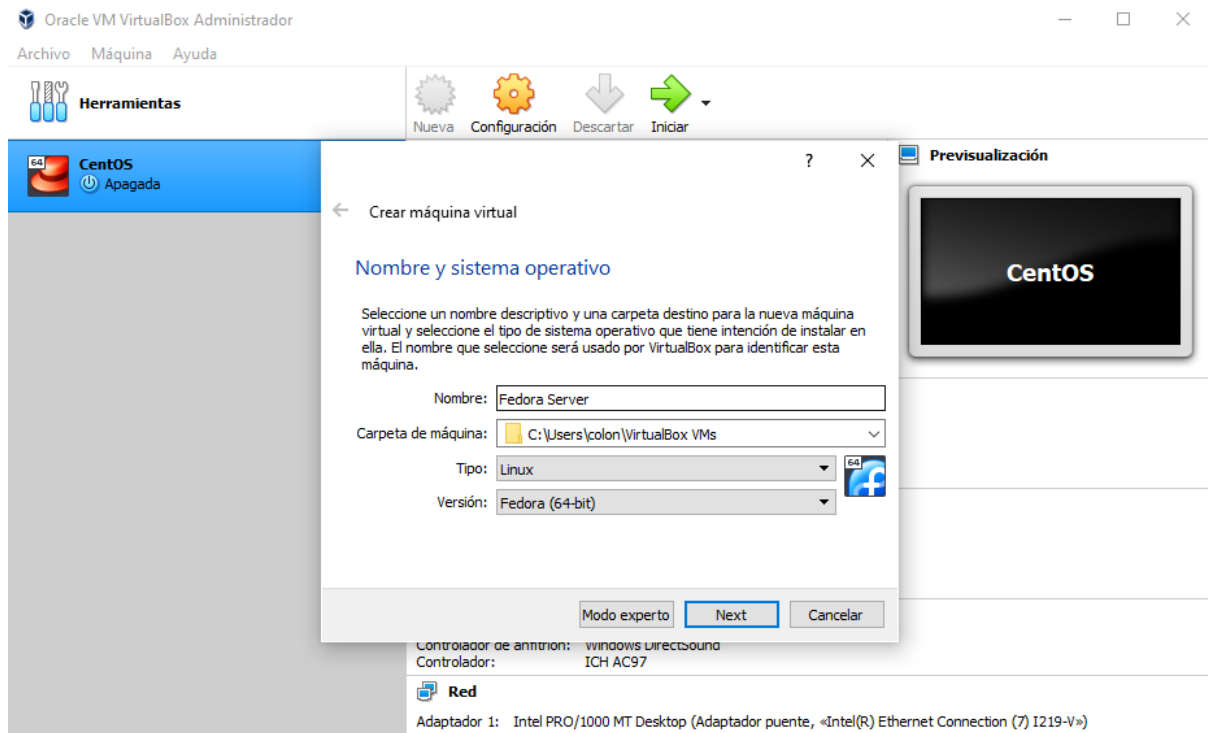 Oracle VM VirtualBox Administrador
Archivo Máquina Ayuda
Herramientas
Nueva Configuración Descartar Iniciar
64 CentOS
Apagada
? 
Previsualización
CentOS
Crear máquina virtual
Nombre y sistema operativo
Seleccione un nombre descriptivo y una carpeta destino para la nueva máquina
virtual y seleccione el tipo de sistema operativo que tiene intención de instalar en
ella. El nombre que seleccione será usado por VirtualBox para identificar esta
máquina.
Nombre: Fedora Server
Carpeta de máquina: C:\Users\colon\VirtualBox VMs
Tipo: Linux
64
Versión: Fedora (64-bit)
Modo experto Next Cancelar
Controlador de anfitrión: Windows DirectSound
Controlador: ICH AC97
Red
Adaptador 1: Intel PRO/1000 MT Desktop (Adaptador puente, «Intel(R) Ethernet Connection (7) I219-V»)